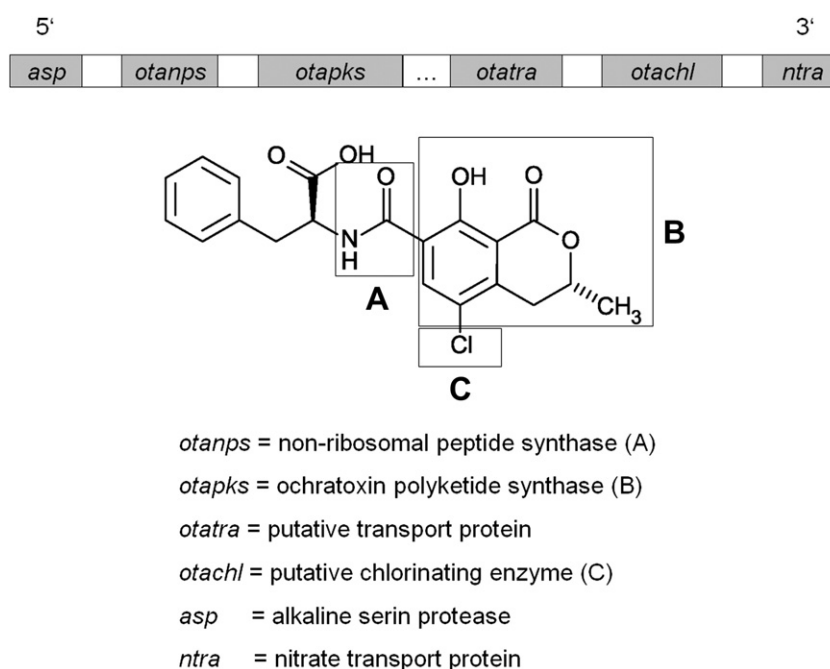 5‘ 3‘
asp otanps otapks ... otatra otachl ntra
O OH O OH O
N O B
H
A CH3
Cl
C
otanps = non-ribosomal peptide synthase (A)
otapks = ochratoxin polyketide synthase (B)
otatra = putative transport protein
otachl = putative chlorinating enzyme (C)
asp = alkaline serin protease
ntra = nitrate transport protein